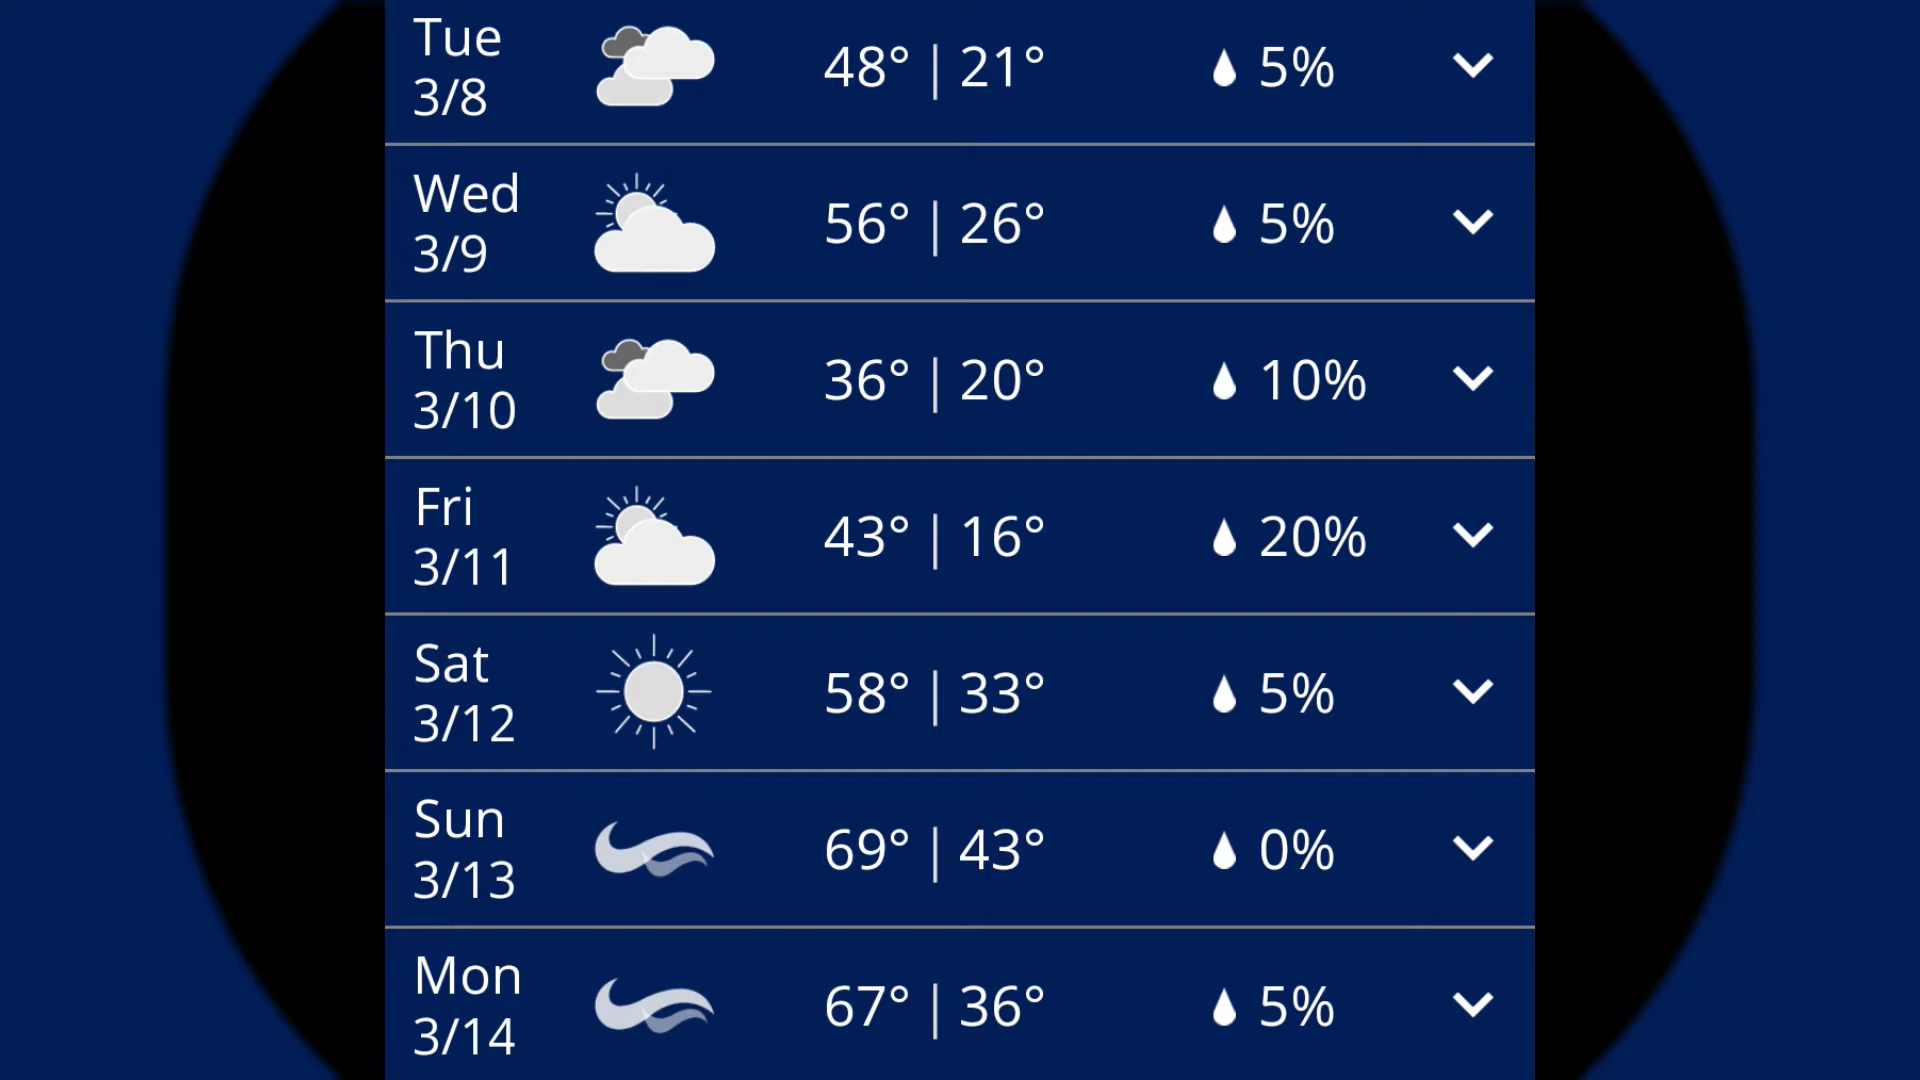 Tue
3/8
48° | 21°
5%
Wed
3/9
56° | 26°
5%
Thu
3/10
36° | 20°
10%
Fri
3/11
43° | 16°
20%
Sat
3/12
58° | 33°
5%
Sun
3/13
69° | 43°
0%
Mon
3/14
67° | 36°
5%